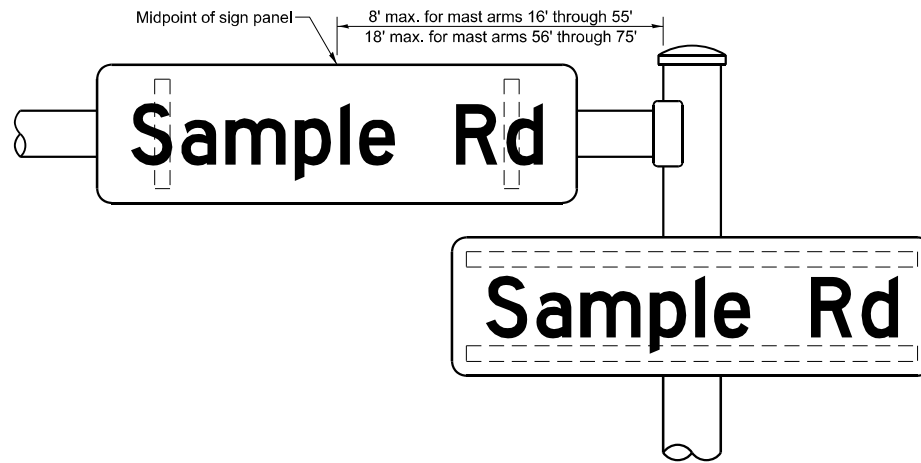 Midpoint of sign panel
8' max. for mast arms 16' through 55'
18' max. for mast arms 56' through 75'
Sample Rd
Sample Rd